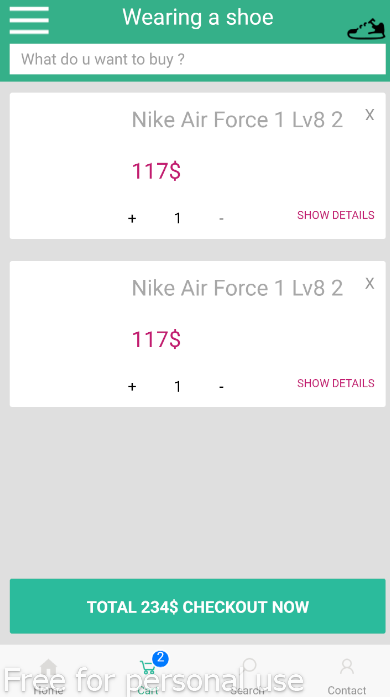 Wearing a shoe
What do u want to buy ?
Nike Air Force 1 Lv8 2 X
117$
+ 1 -
SHOW DETAILS
Nike Air Force 1 Lv8 2 X
117$
+ 1 -
SHOW DETAILS
TOTAL 234$ CHECKOUT NOW
2
Home Cart Search Contact
Free for personal use